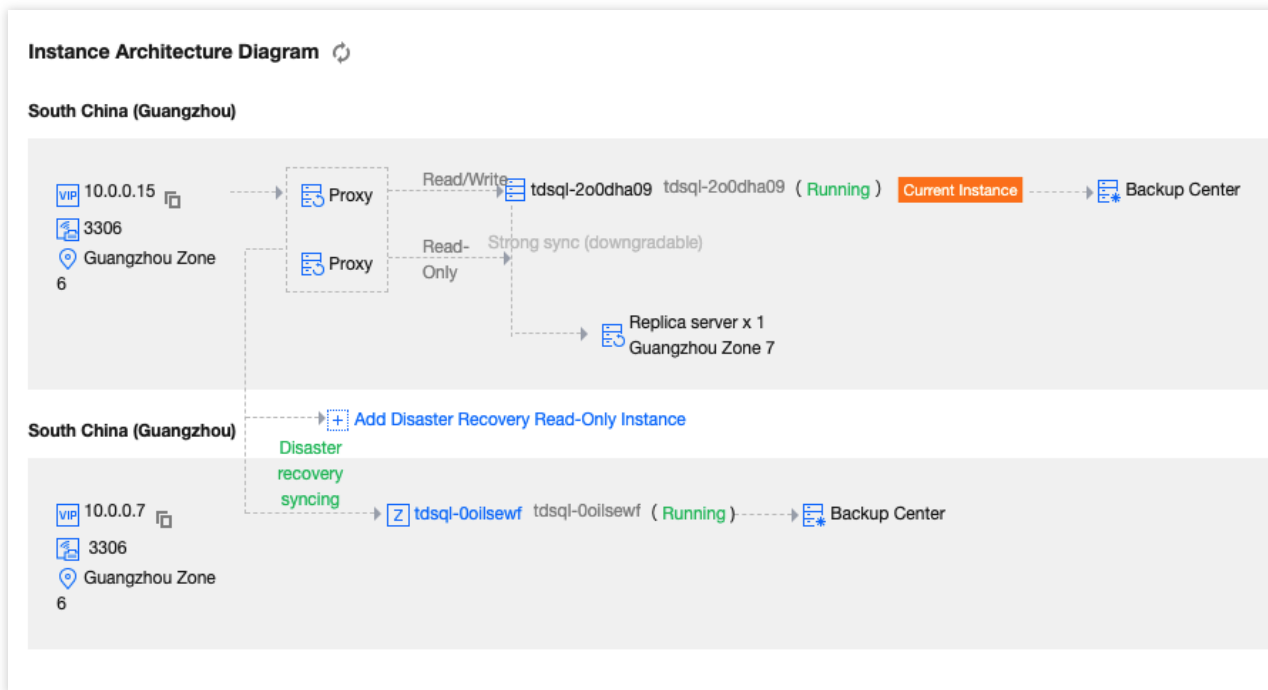 Instance Architecture Diagram
South China (Guangzhou)
VIP 10.0.0.15
3306
Guangzhou Zone
6
Proxy
Proxy
Read/Write
Read-
Only
tdsql-2o0dha09 tdsql-2o0dha09 ( Running ) Current Instance
Backup Center
Strong sync (downgradable)
Replica server x 1
Guangzhou Zone 7
Add Disaster Recovery Read-Only Instance
South China (Guangzhou)
Disaster
recovery
syncing
VIP 10.0.0.7
3306
Guangzhou Zone
6
Z tdsql-0oilsewf tdsql-0oilsewf ( Running )
Backup Center